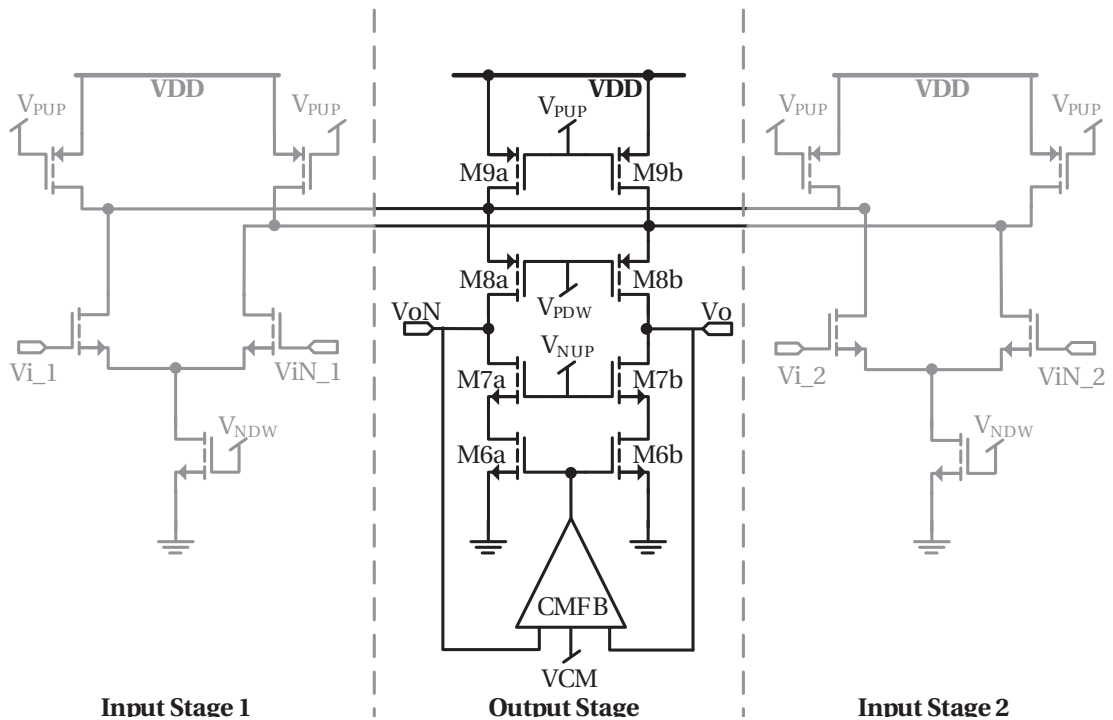 VDD
VDD
VDD
VPUP
VPUP
VPUP
VPUP
VPUP
M9a
M9b
M8a
M8b
VPDW
VoN
Vo
VNUP
Vi_1
ViN_1
M7a
M7b
Vi_2
ViN_2
VNDW
VNDW
M6a
M6b
CMFB
VCM
Input Stage 1
Output Stage
Input Stage 2